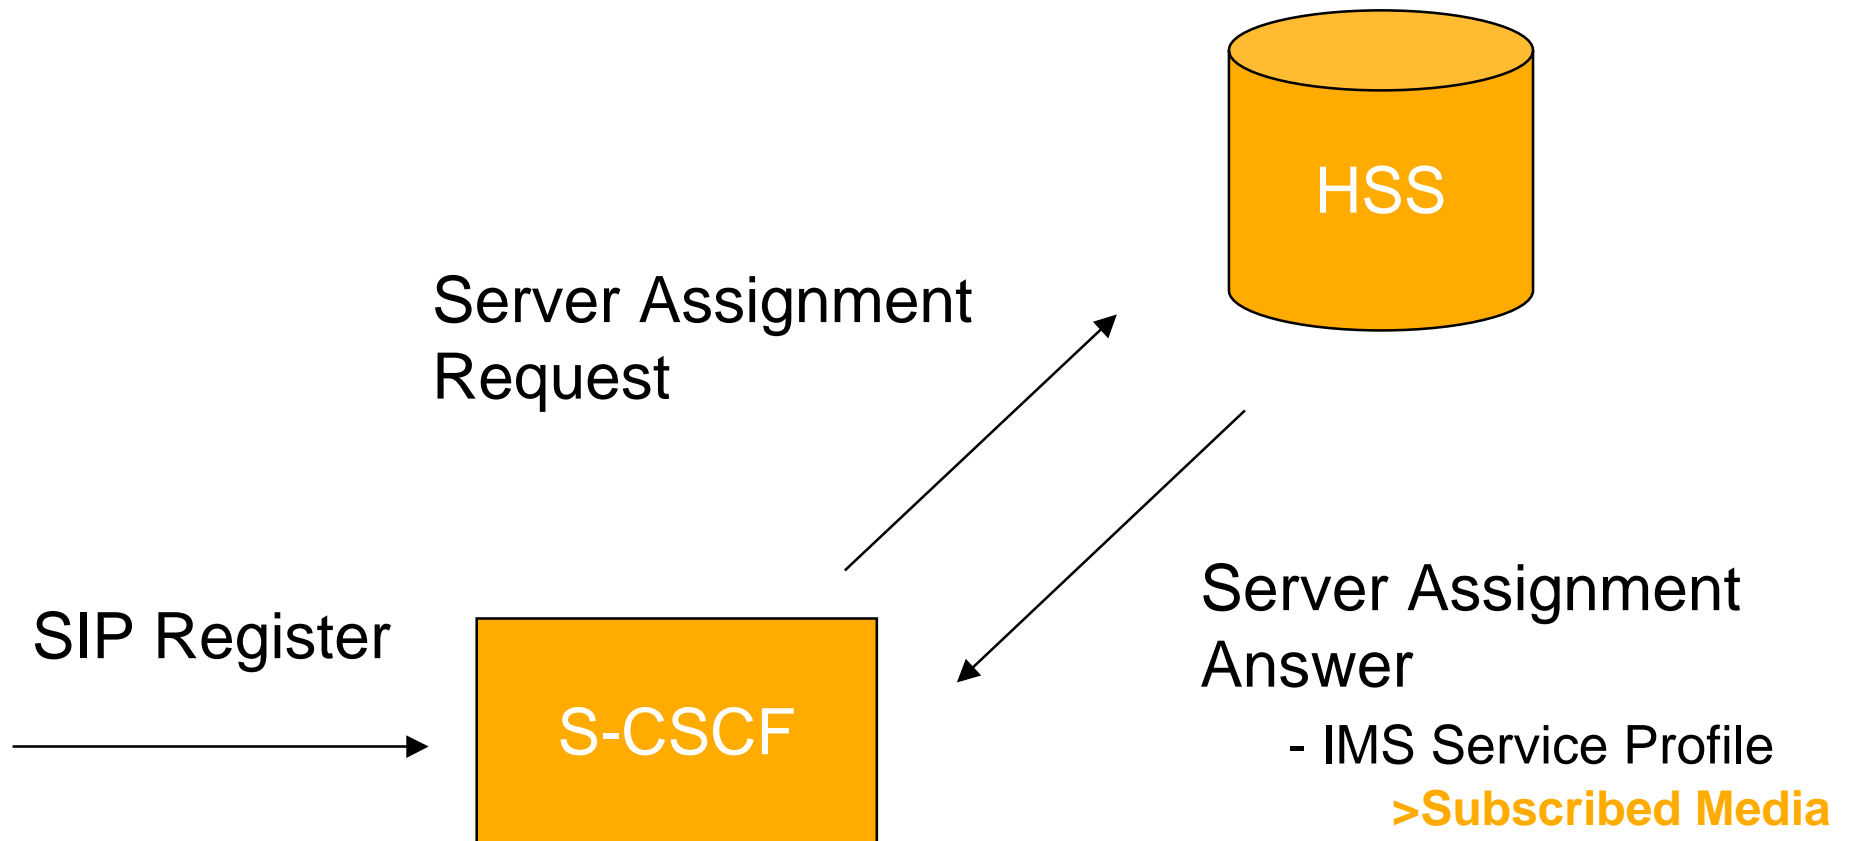 HSS
Server Assignment
Request
SIP Register
S-CSCF
Server Assignment
Answer
- IMS Service Profile
>Subscribed Media